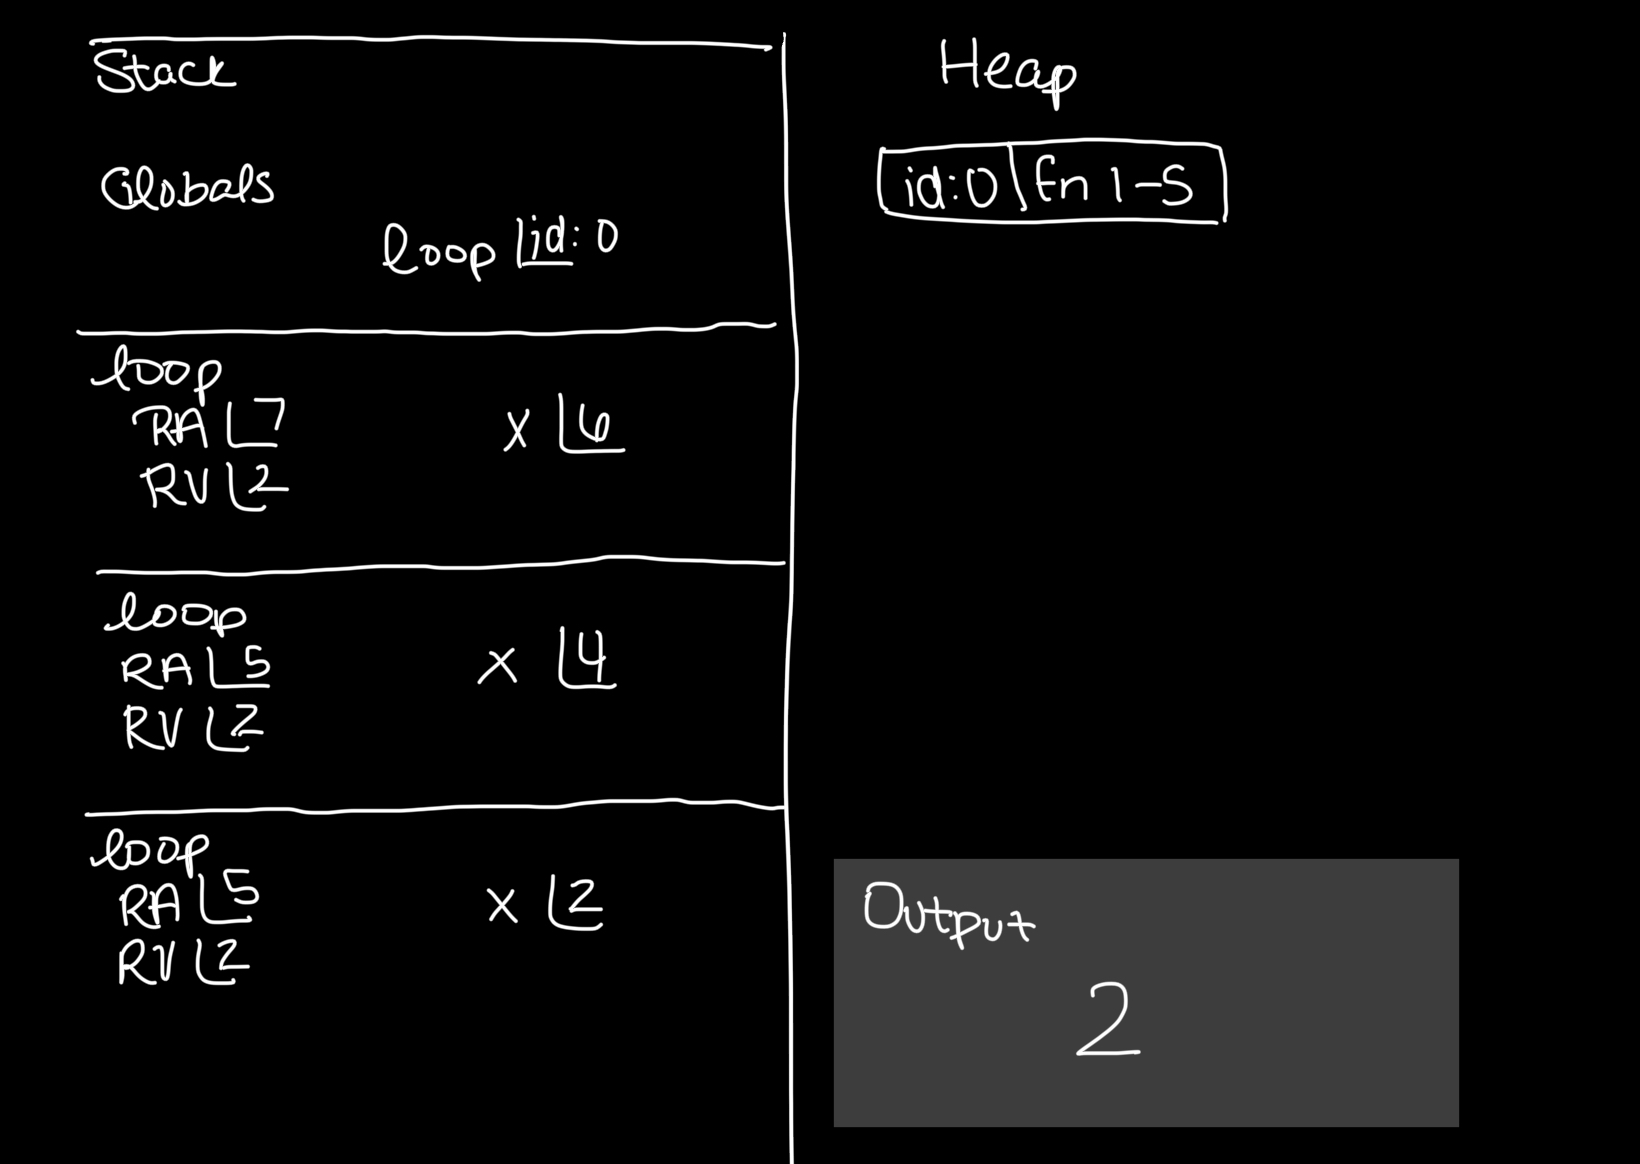 Stack
Globals
loop id: 0
loop
RA 7
x 6
RV 2
loop
RA 5
x 4
RV 2
loop
RA 5
x 2
RV 2
Heap
id:0 fn 1-5
Output
2